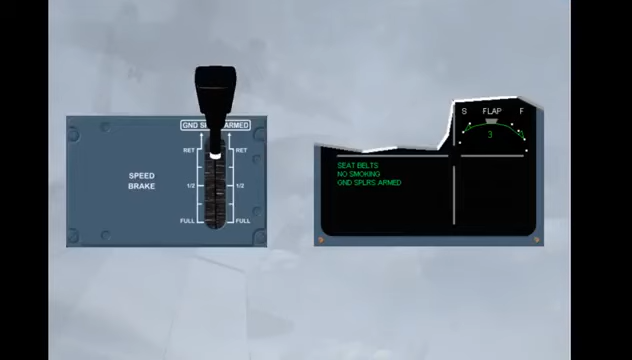 GND SP ARMED
RET RET
SPEED
BRAKE
1/2 1/2
FULL FULL
S FLAP F
3
SEAT BELTS
NO SMOKING
GND SPLRS ARMED